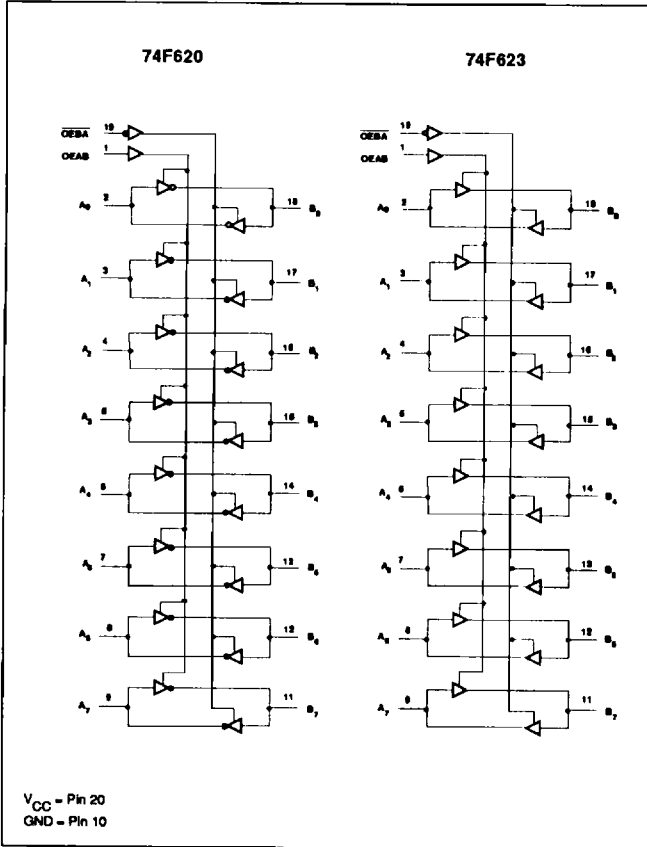 74F620
OEBA 19
OEAB 1
A0 2 18 B0
A1 3 17 B1
A2 4 16 B2
A3 5 15 B3
A4 6 14 B4
A5 7 13 B5
A6 8 12 B6
A7 9 11 B7
74F623
OEBA 19
OEAB 1
A0 2 18 B0
A1 3 17 B1
A2 4 16 B2
A3 5 15 B3
A4 6 14 B4
A5 7 13 B5
A6 8 12 B6
A7 9 11 B7
VCC = Pin 20
GND = Pin 10